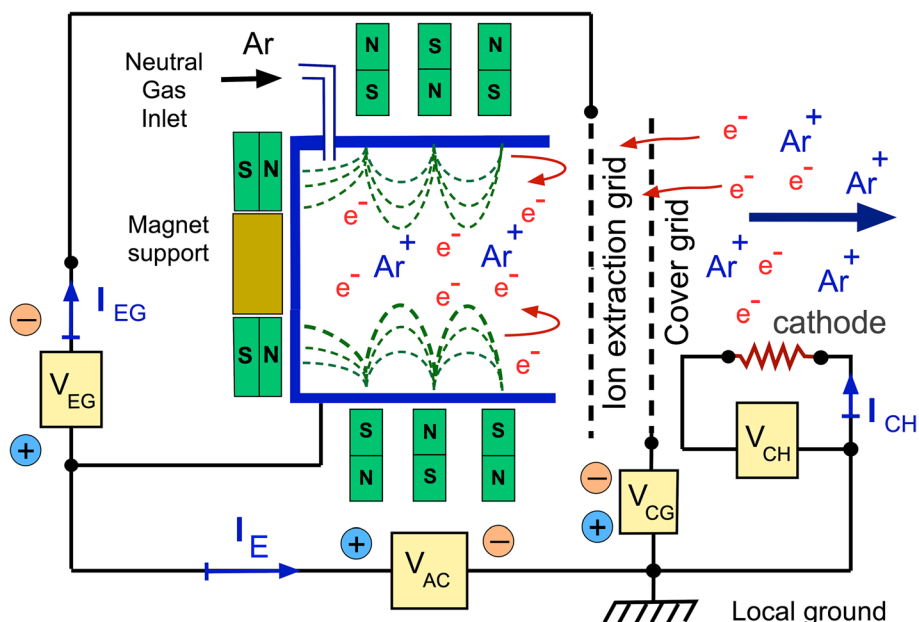 Ar
Neutral
Gas
Inlet
N
S
N
S
N
S
S N
Magnet
support
S N
e-
e-
e-
e-
e-
e-
e-
e-
Ar+
Ar+
Ion extraction grid
Cover grid
e-
e-
e-
e-
e-
Ar+
Ar+
Ar+
Ar+
cathode
I EG
−
V EG
+
S
N
S
N
S
N
V CH
I CH
−
+
V CG
I E
+
V AC
−
Local ground